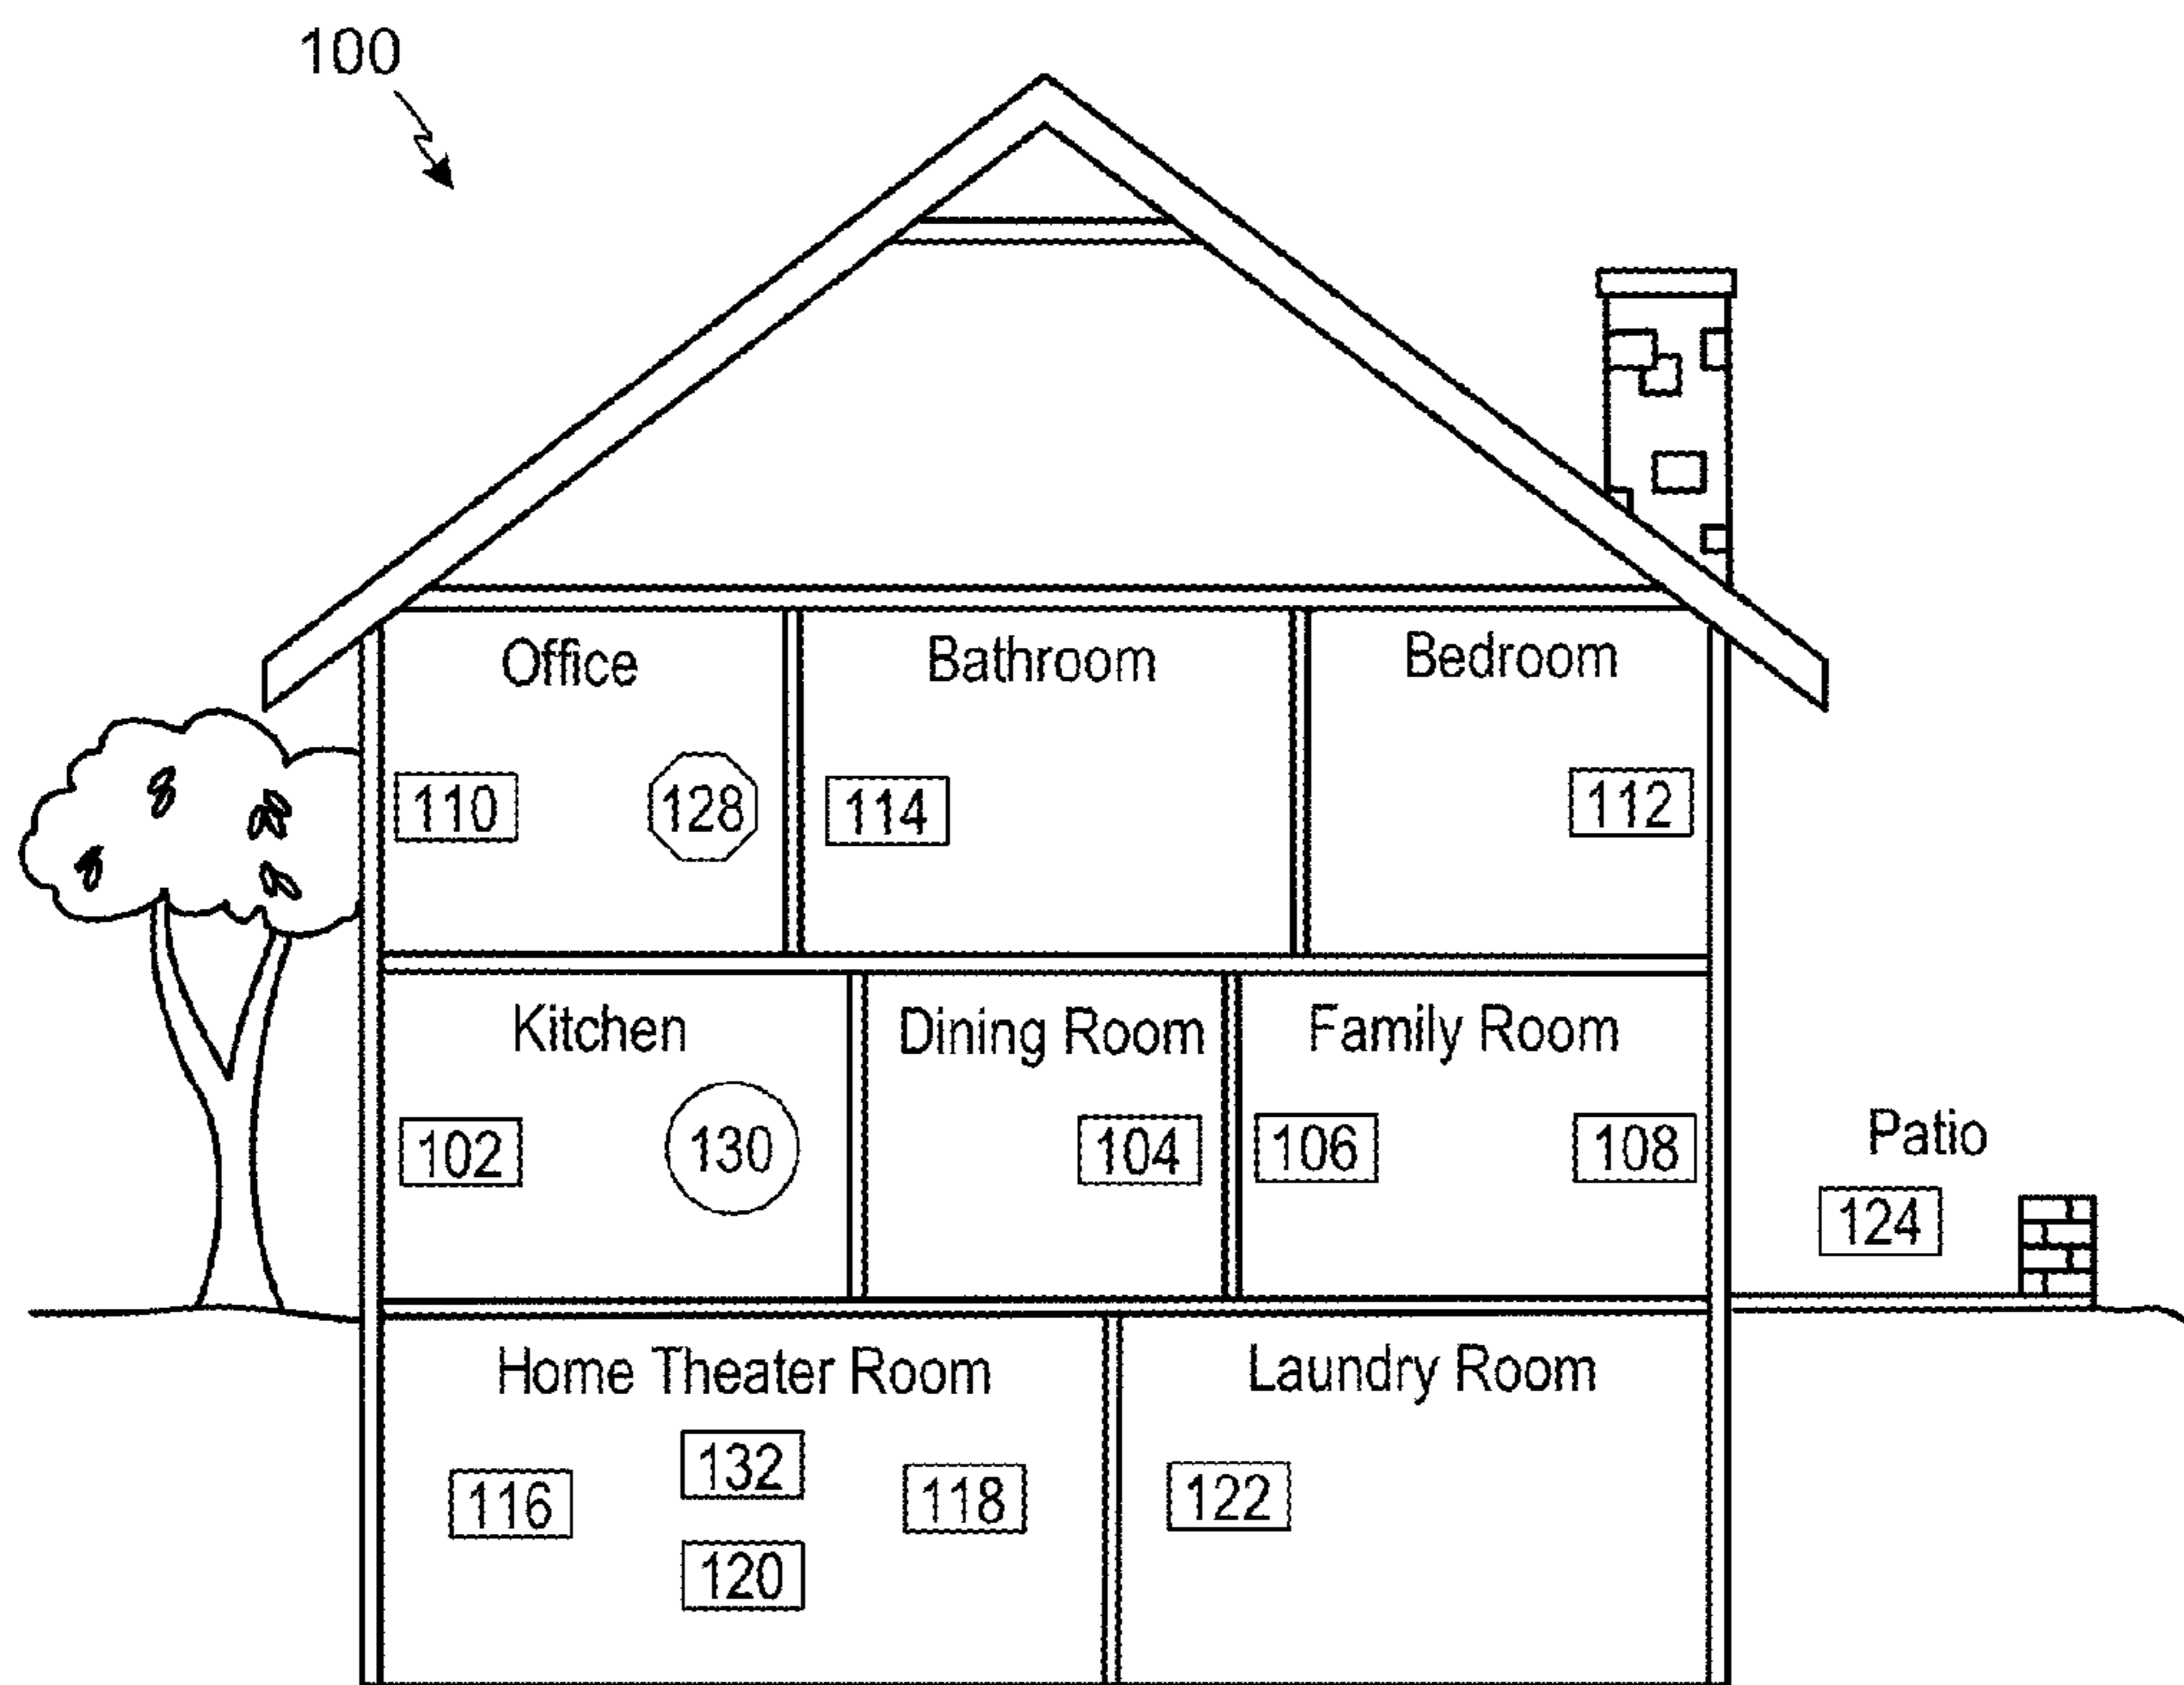 100
Office
Bathroom
Bedroom
110
128
114
112
Kitchen
Dining Room
Family Room
102
130
104
106
108
Patio
124
Home Theater Room
Laundry Room
116
132
118
120
122